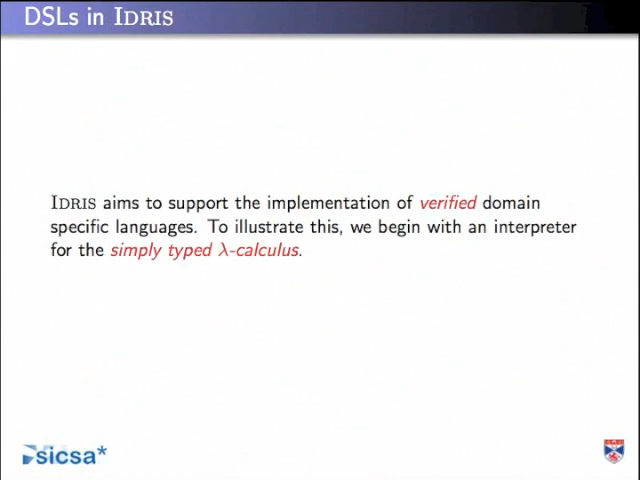 DSLs in IDRIS
IDRIS aims to support the implementation of verified domain
specific languages. To illustrate this, we begin with an interpreter
for the simply typed λ-calculus.
sicsa*